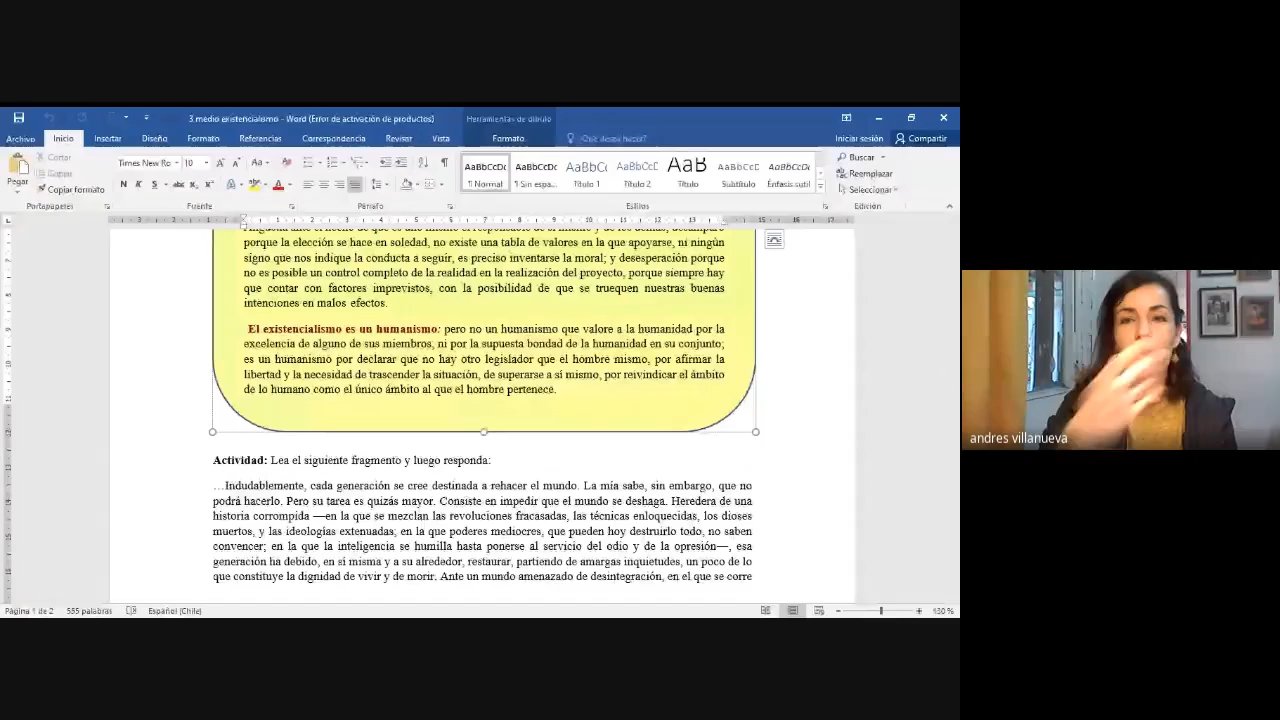 3 medio existencialismo - Word (Error de activación de productos)
Herramientas de dibujo
Archivo Inicio Insertar Diseño Formato Referencias Correspondencia Revisar Vista Formato ¿Qué desea hacer? Iniciar sesión Compartir
Pegar
Cortar
Copiar
Copiar formato
Times New Ro 10
N K S abc x₂ x²
AaBbCcDc AaBbCcDc AaBbCc AaBbCcD AaB AaBbCcD AaBbCcDc
¶ Normal ¶ Sin espa... Título 1 Título 2 Título Subtítulo Énfasis sutil
Buscar
Reemplazar
Seleccionar
Portapapeles Fuente Párrafo Estilos Edición
porque la elección se hace en soledad, no existe una tabla de valores en la que apoyarse, ni ningún
signo que nos indique la conducta a seguir, es preciso inventarse la moral; y desesperación porque
no es posible un control completo de la realidad en la realización del proyecto, porque siempre hay
que contar con factores imprevistos, con la posibilidad de que se truequen nuestras buenas
intenciones en malos efectos.
El existencialismo es un humanismo: pero no un humanismo que valore a la humanidad por la
excelencia de alguno de sus miembros, ni por la supuesta bondad de la humanidad en su conjunto;
es un humanismo por declarar que no hay otro legislador que el hombre mismo, por afirmar la
libertad y la necesidad de trascender la situación, de superarse a sí mismo, por reivindicar el ámbito
de lo humano como el único ámbito al que el hombre pertenece.
Actividad: Lea el siguiente fragmento y luego responda:
…Indudablemente, cada generación se cree destinada a rehacer el mundo. La mía sabe, sin embargo, que no
podrá hacerlo. Pero su tarea es quizás mayor. Consiste en impedir que el mundo se deshaga. Heredera de una
historia corrompida —en la que se mezclan las revoluciones fracasadas, las técnicas enloquecidas, los dioses
muertos, y las ideologías extenuadas; en la que poderes mediocres, que pueden hoy destruirlo todo, no saben
convencer; en la que la inteligencia se humilla hasta ponerse al servicio del odio y de la opresión—, esa
generación ha debido, en sí misma y a su alrededor, restaurar, partiendo de amargas inquietudes, un poco de lo
que constituye la dignidad de vivir y de morir. Ante un mundo amenazado de desintegración, en el que se corre
Página 1 de 2 555 palabras Español (Chile) 130 %
andres villanueva